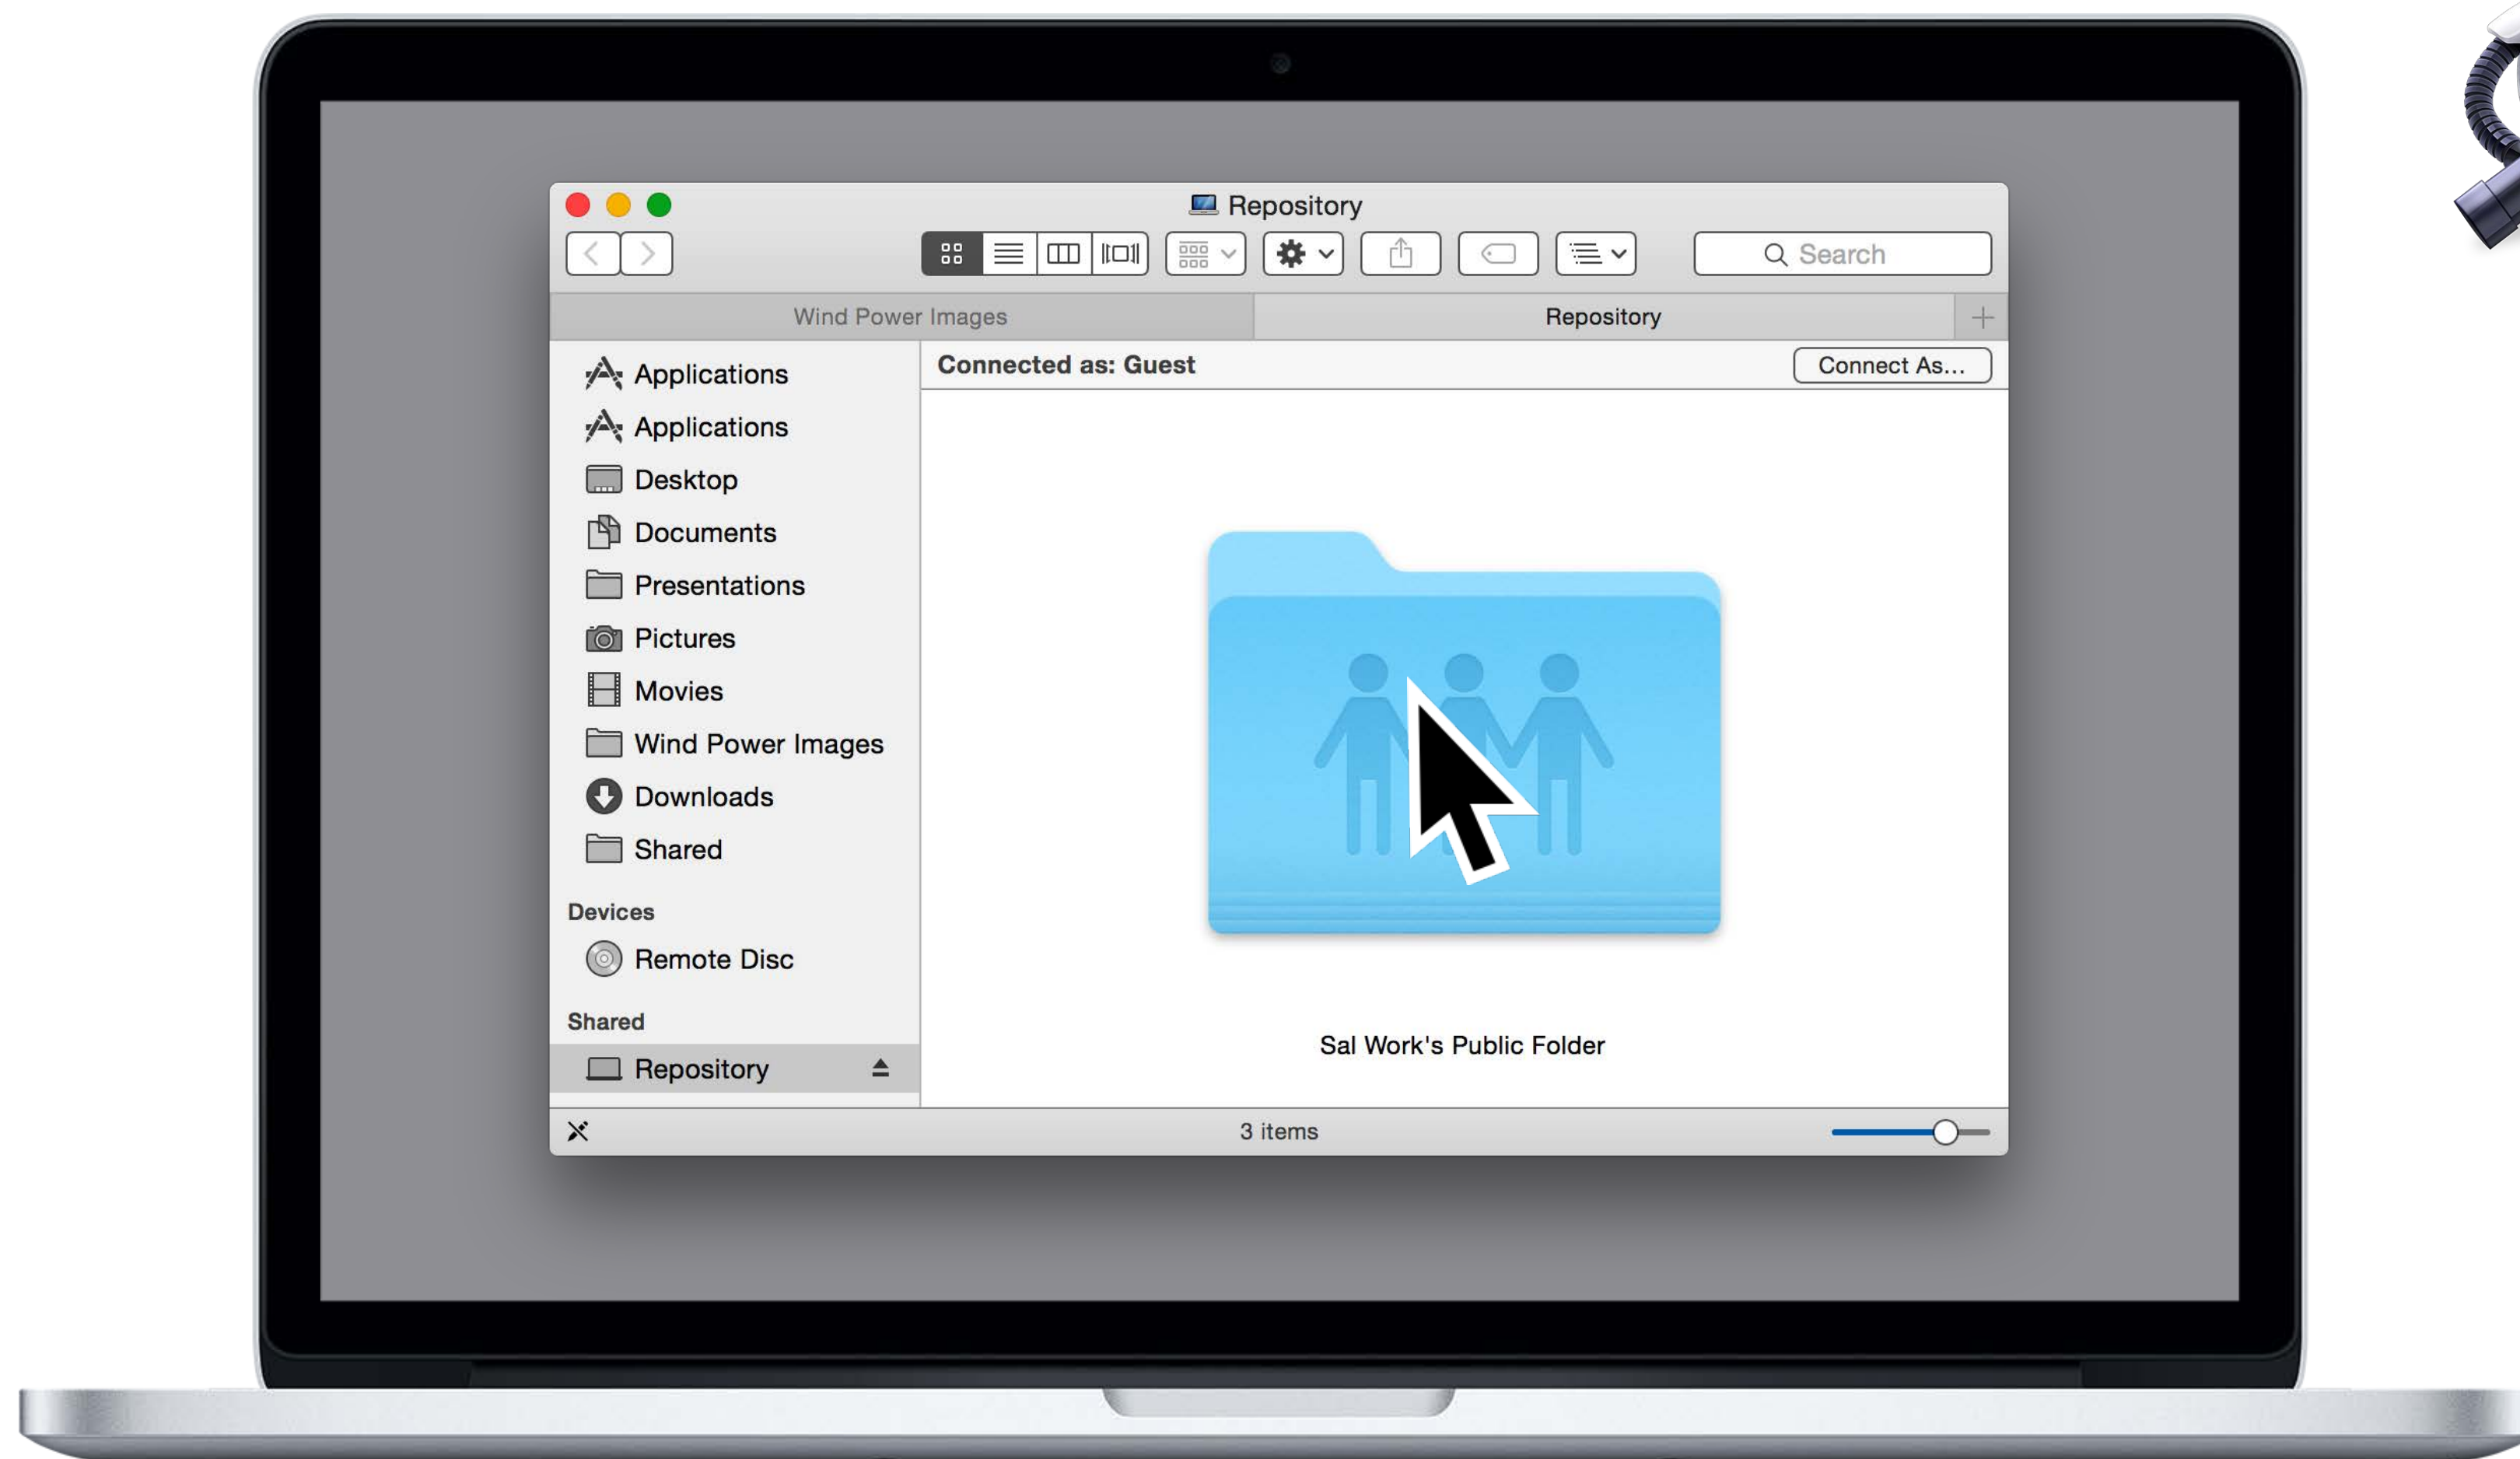 Repository
Search
Wind Power Images
Repository
Applications
Applications
Desktop
Documents
Presentations
Pictures
Movies
Wind Power Images
Downloads
Shared
Devices
Remote Disc
Shared
Repository
Connected as: Guest
Connect As...
Sal Work's Public Folder
3 items